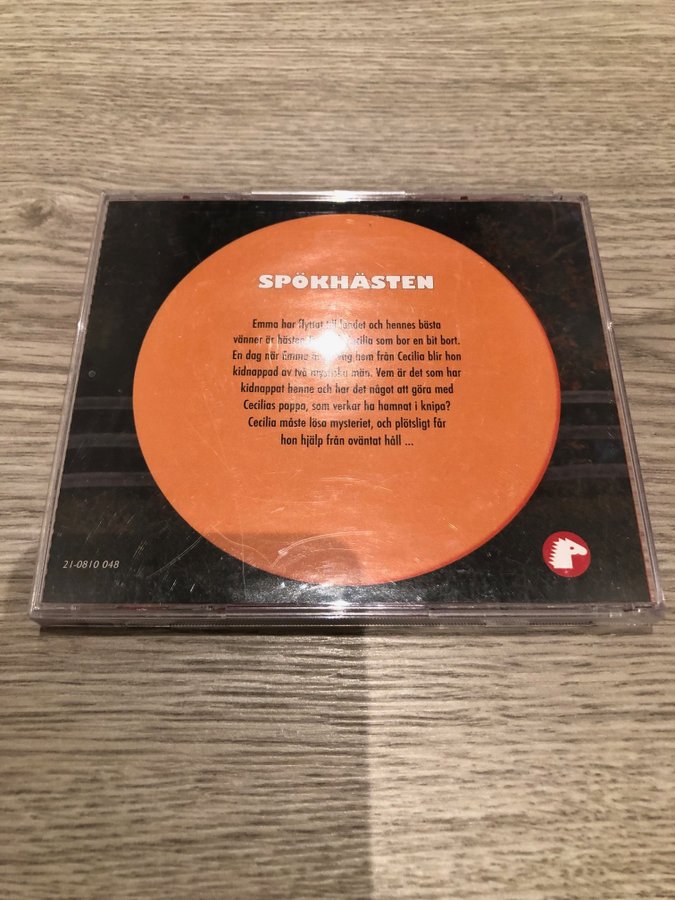 SPÖKHÄSTEN
Emma har flyttat till landet och hennes bästa
vänner är hästen cilia som bor en bit bort.
En dag när Emma hem från Cecilia blir hon
kidnappad av två mystiska män. Vem är det som har
kidnappat henne och har det något att göra med
Cecilias pappa, som verkar ha hamnat i knipa?
Cecilia måste lösa mysteriet, och plötsligt får
hon hjälp från oväntat håll ...
21-0810 048